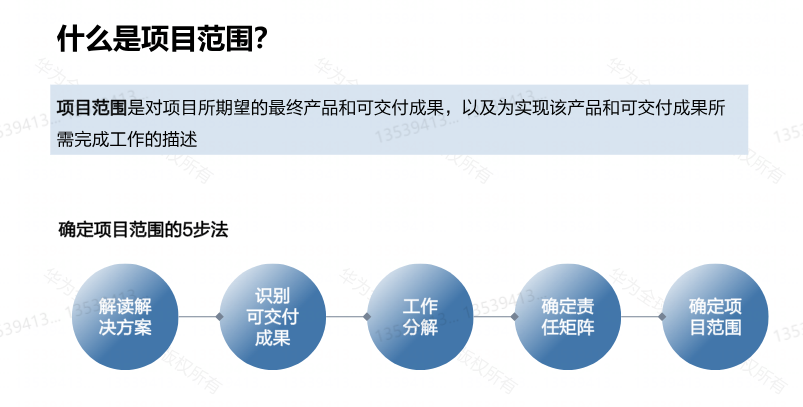 什么是项目范围?
项目范围是对项目所期望的最终产品和可交付成果，以及为实现该产品和可交付成果所
需完成工作的描述
确定项目范围的5步法
解读解
决方案
识别
可交付
成果
工作
分解
确定责
任矩阵
确定项
目范围